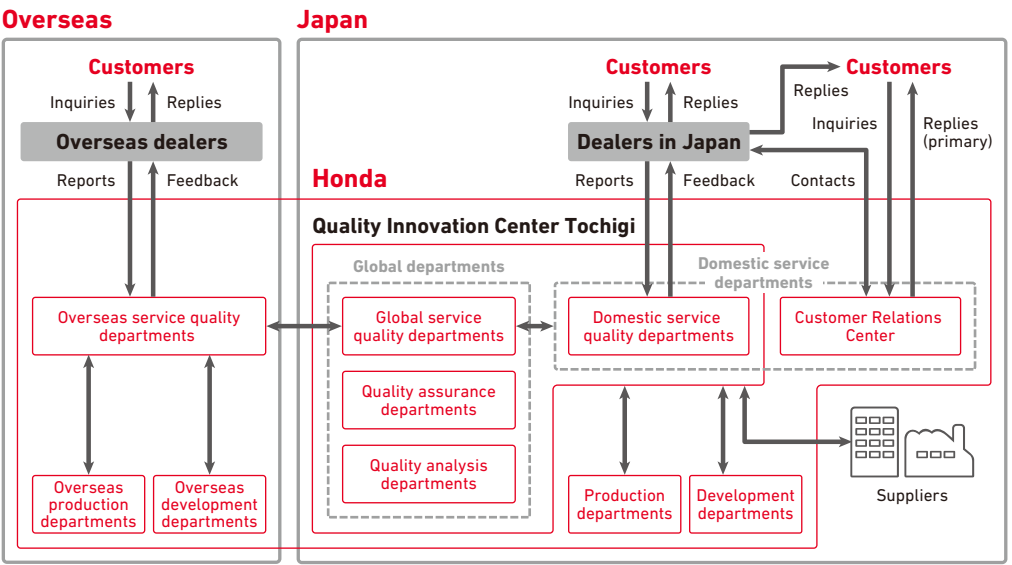 Overseas
Japan
Customers
Inquiries
Replies
Overseas dealers
Reports
Feedback
Customers
Inquiries
Replies
Dealers in Japan
Reports
Feedback
Customers
Replies
Inquiries
Replies
(primary)
Contacts
Honda
Quality Innovation Center Tochigi
Global departments
Domestic service
departments
Overseas service quality
departments
Global service
quality departments
Domestic service
quality departments
Customer Relations
Center
Quality assurance
departments
Quality analysis
departments
Overseas
production
departments
Overseas
development
departments
Production
departments
Development
departments
Suppliers